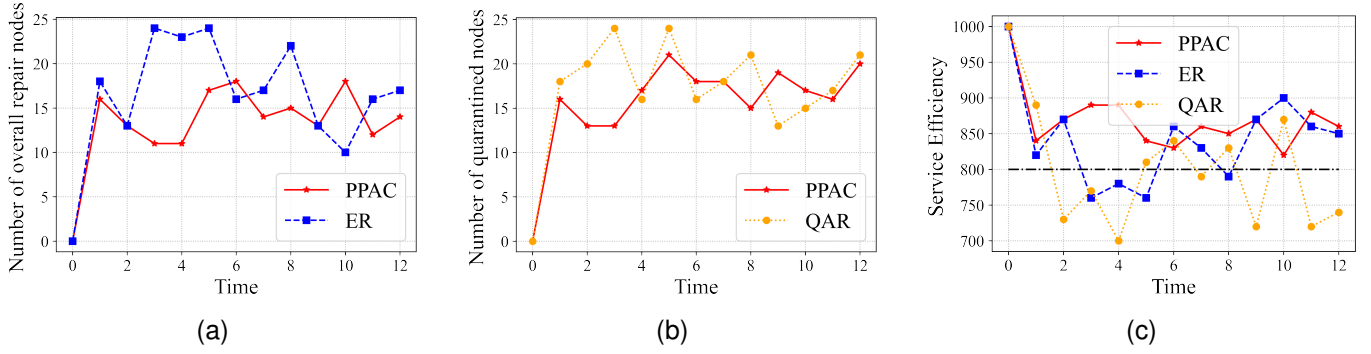 Number of overall repair nodes
25
20
15
10
5
0
PPAC
ER
0 2 4 6 8 10 12
Time
(a)
Number of quarantined nodes
25
20
15
10
5
0
PPAC
QAR
0 2 4 6 8 10 12
Time
(b)
Service Efficiency
1000
950
900
850
800
750
700
PPAC
ER
QAR
0 2 4 6 8 10 12
Time
(c)